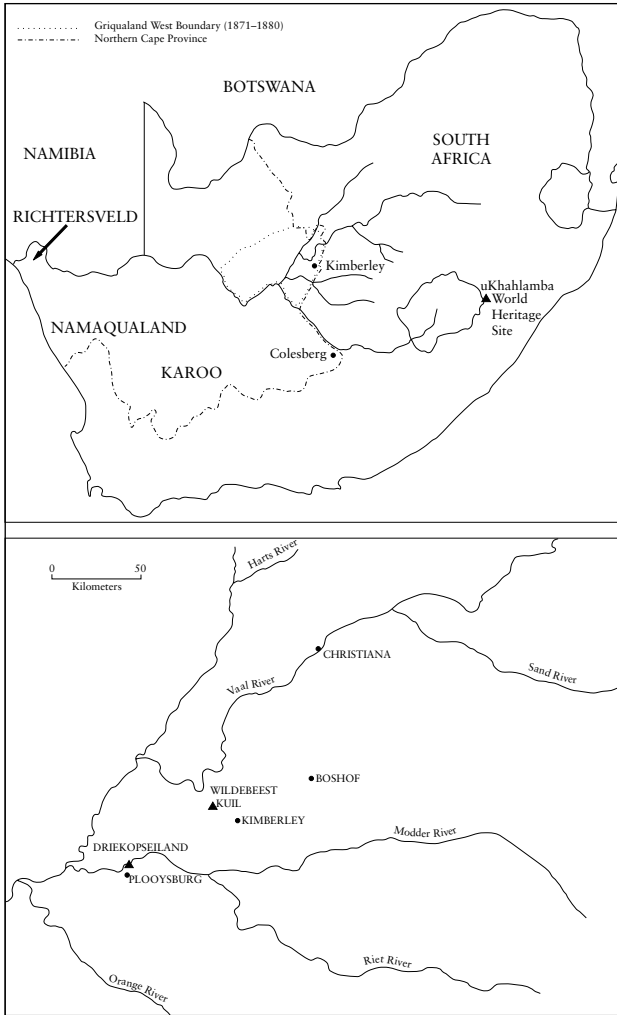 Griqualand West Boundary (1871–1880)
Northern Cape Province
BOTSWANA
NAMIBIA
SOUTH
AFRICA
RICHTERSVELD
Kimberley
uKhahlamba
World
Heritage
Site
NAMAQUALAND
Colesberg
KAROO
Harts River
0 50
Kilometers
CHRISTIANA
Sand River
Vaal River
BOSHOF
WILDEBEEST
KUIL
KIMBERLEY
Modder River
DRIEKOPSEILAND
PLOOYSBURG
Riet River
Orange River